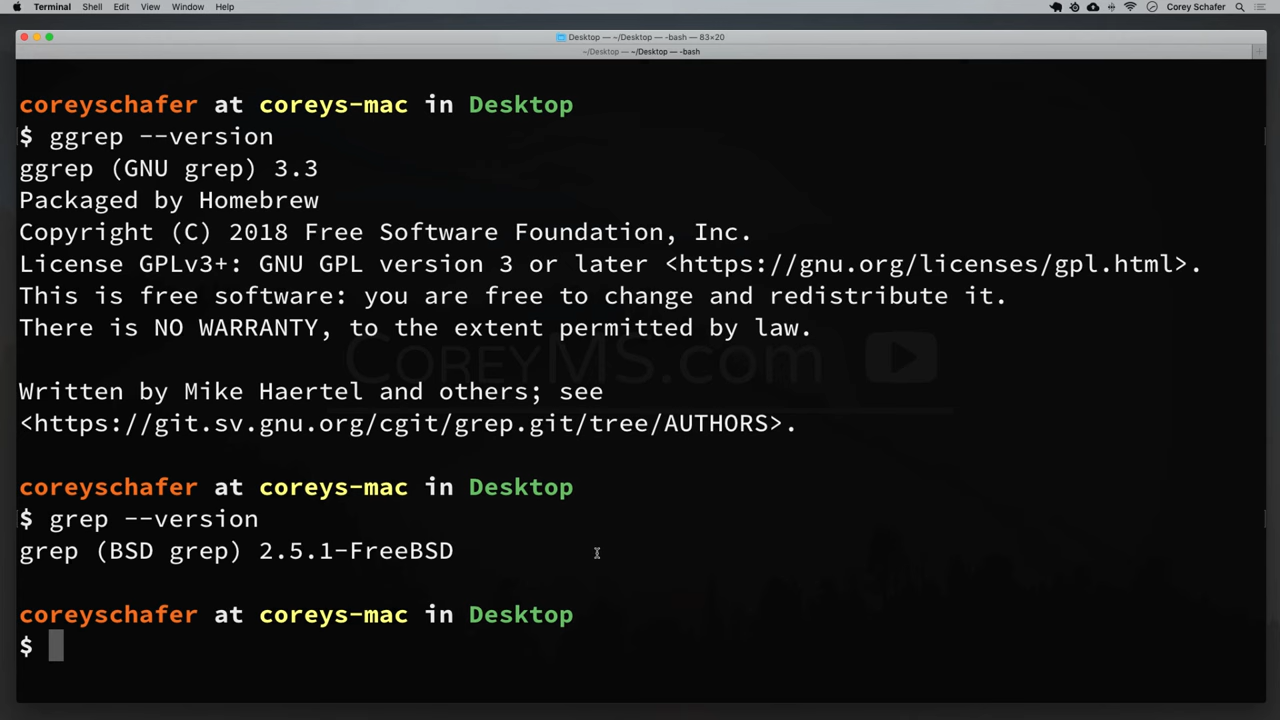 Terminal Shell Edit View Window Help Corey Schafer
Desktop — ~/Desktop — -bash — 83×20
~/Desktop — ~/Desktop — -bash
coreyschafer at coreys-mac in Desktop
$ ggrep --version
ggrep (GNU grep) 3.3
Packaged by Homebrew
Copyright (C) 2018 Free Software Foundation, Inc.
License GPLv3+: GNU GPL version 3 or later <https://gnu.org/licenses/gpl.html>.
This is free software: you are free to change and redistribute it.
There is NO WARRANTY, to the extent permitted by law.
CoreyMS.com
Written by Mike Haertel and others; see
<https://git.sv.gnu.org/cgit/grep.git/tree/AUTHORS>.
coreyschafer at coreys-mac in Desktop
$ grep --version
grep (BSD grep) 2.5.1-FreeBSD
coreyschafer at coreys-mac in Desktop
$